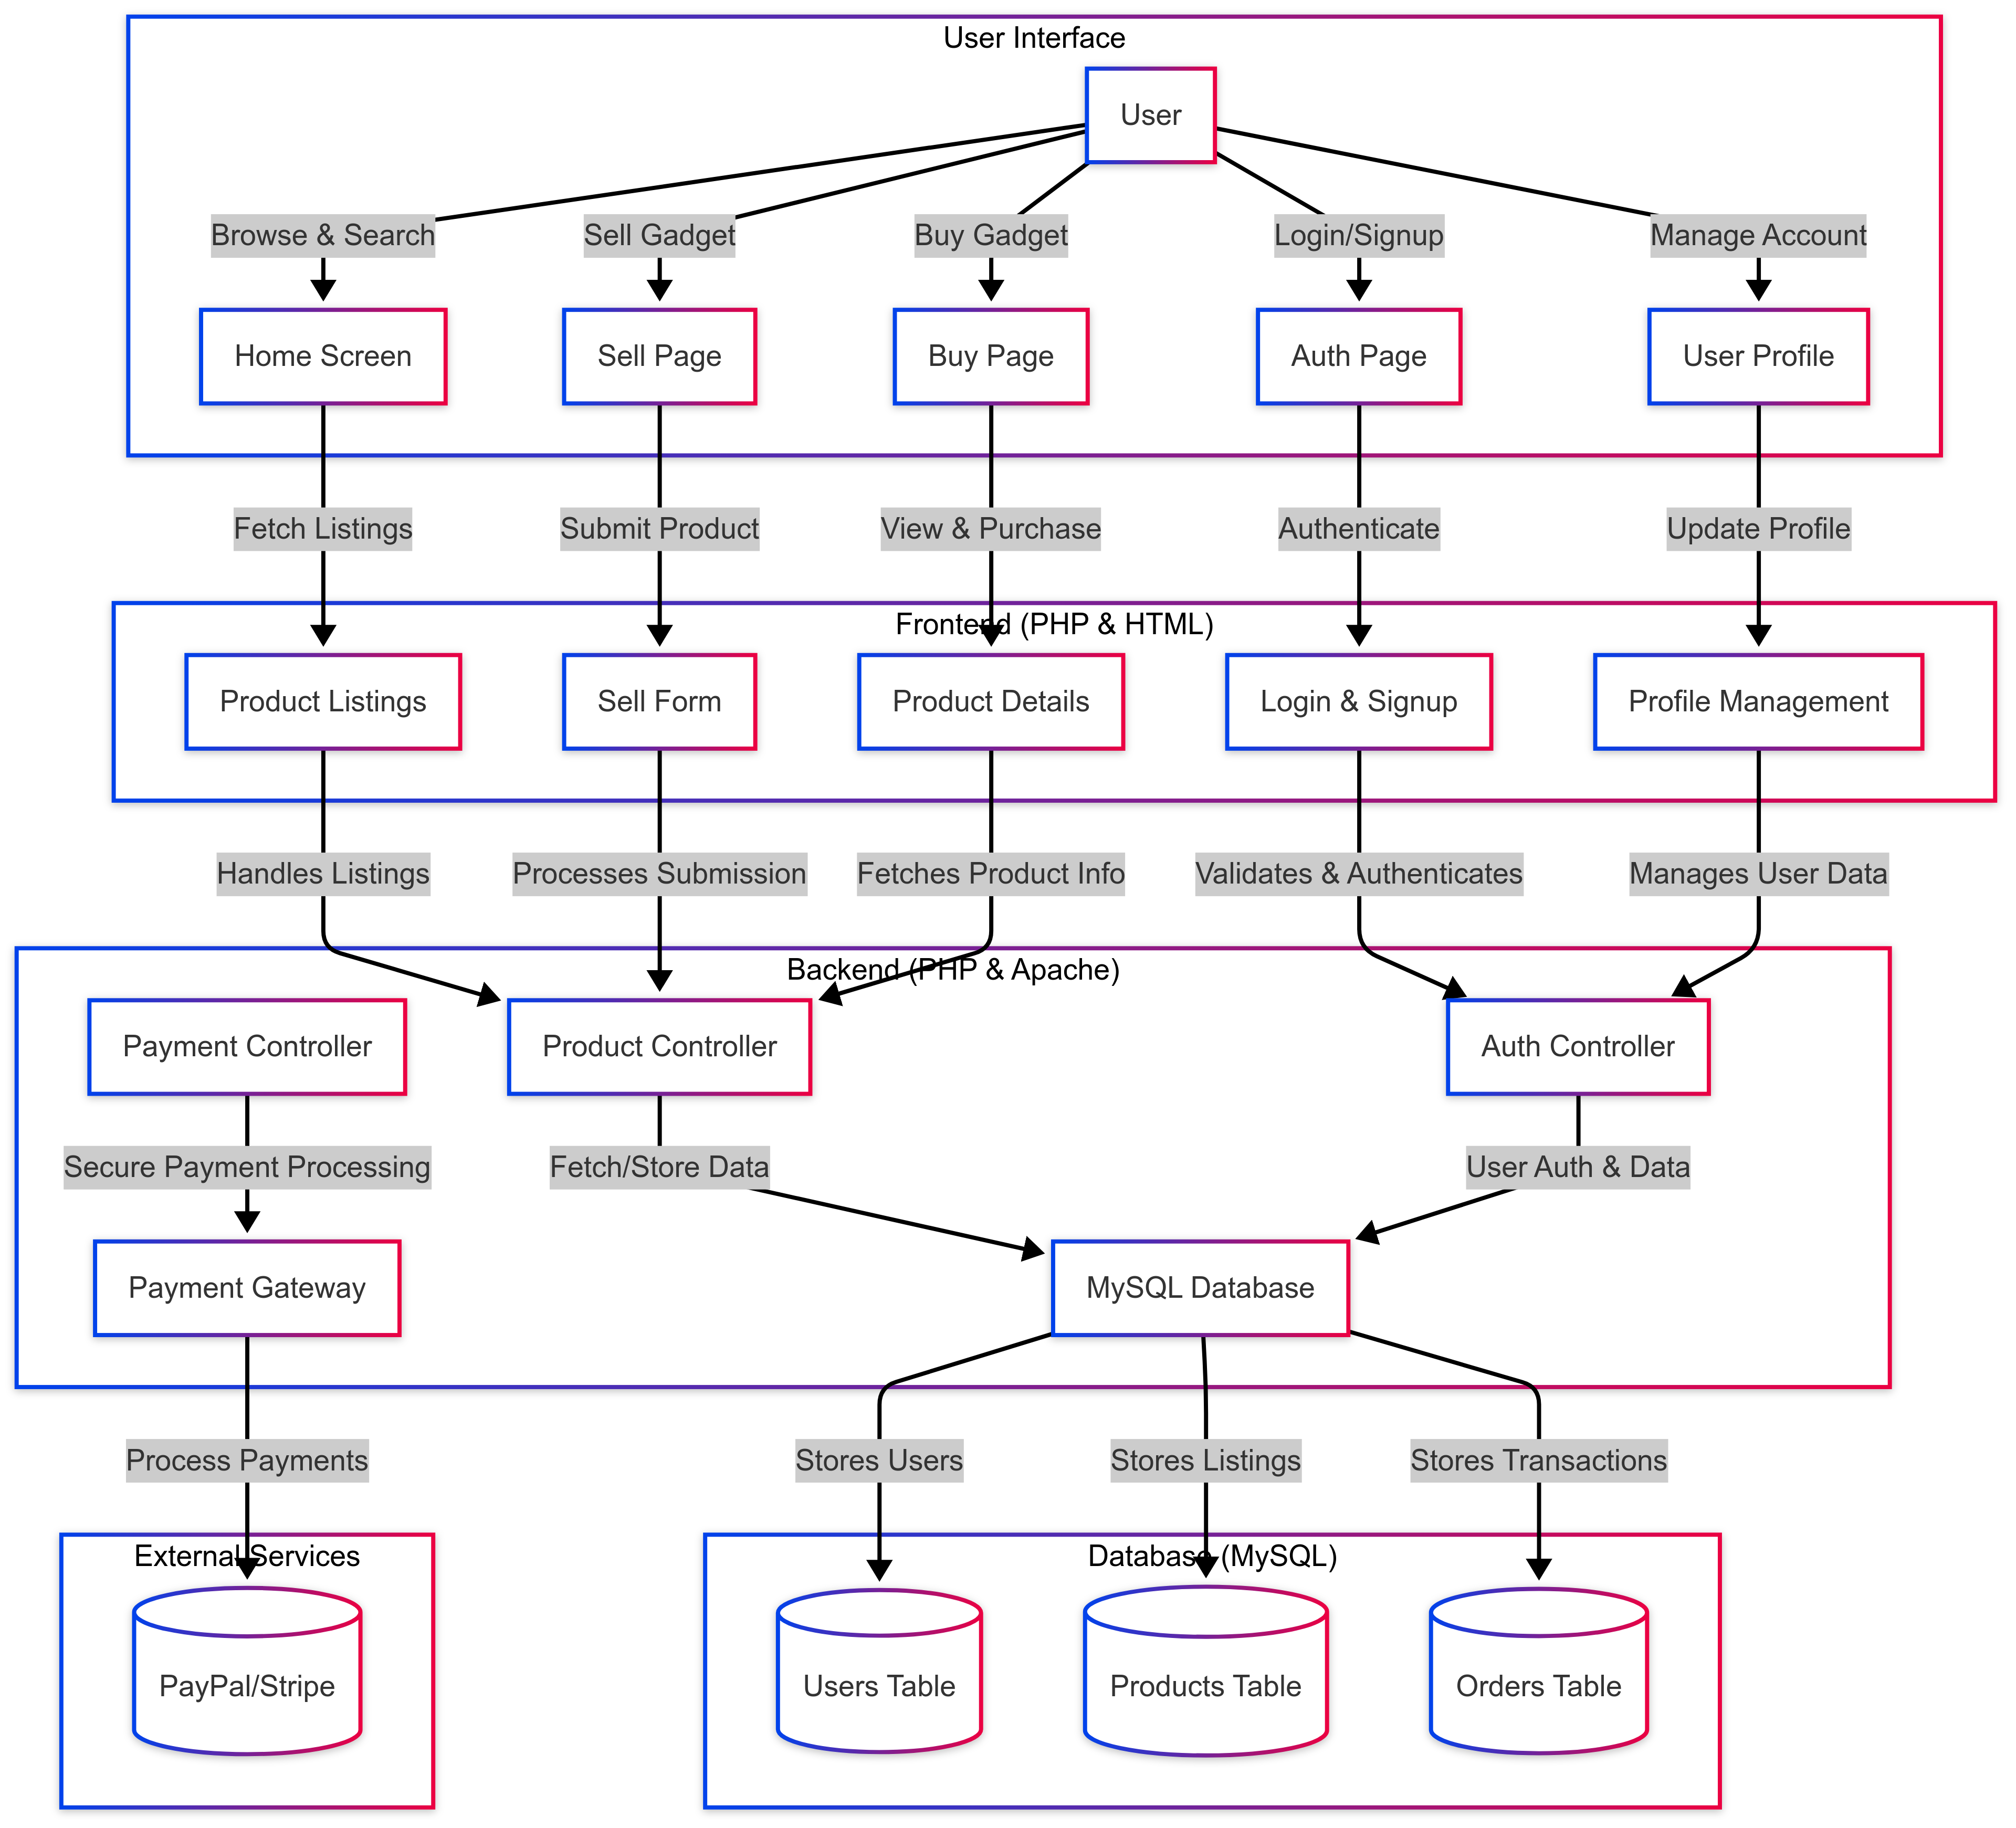 User Interface
User
Browse & Search
Sell Gadget
Buy Gadget
Login/Signup
Manage Account
Home Screen
Sell Page
Buy Page
Auth Page
User Profile
Fetch Listings
Submit Product
View & Purchase
Authenticate
Update Profile
Frontend (PHP & HTML)
Product Listings
Sell Form
Product Details
Login & Signup
Profile Management
Handles Listings
Processes Submission
Fetches Product Info
Validates & Authenticates
Manages User Data
Backend (PHP & Apache)
Payment Controller
Product Controller
Auth Controller
Secure Payment Processing
Fetch/Store Data
User Auth & Data
Payment Gateway
MySQL Database
Process Payments
Stores Users
Stores Listings
Stores Transactions
External Services
Database (MySQL)
PayPal/Stripe
Users Table
Products Table
Orders Table